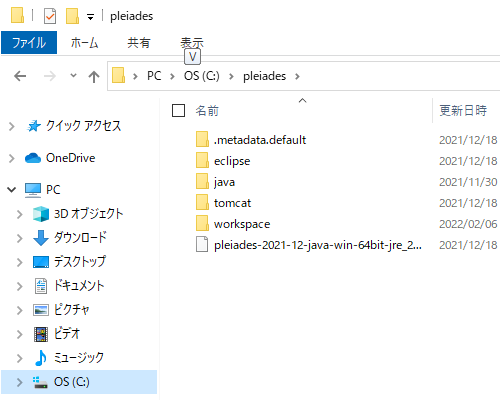 pleiades
ファイル ホーム 共有 表示
V
PC OS (C:) pleiades
名前 更新日時
クイック アクセス
OneDrive
PC
3D オブジェクト
ダウンロード
デスクトップ
ドキュメント
ピクチャ
ビデオ
ミュージック
OS (C:)
.metadata.default 2021/12/18
eclipse 2021/12/18
java 2021/11/30
tomcat 2021/12/18
workspace 2022/02/06
pleiades-2021-12-java-win-64bit-jre_2... 2021/12/18